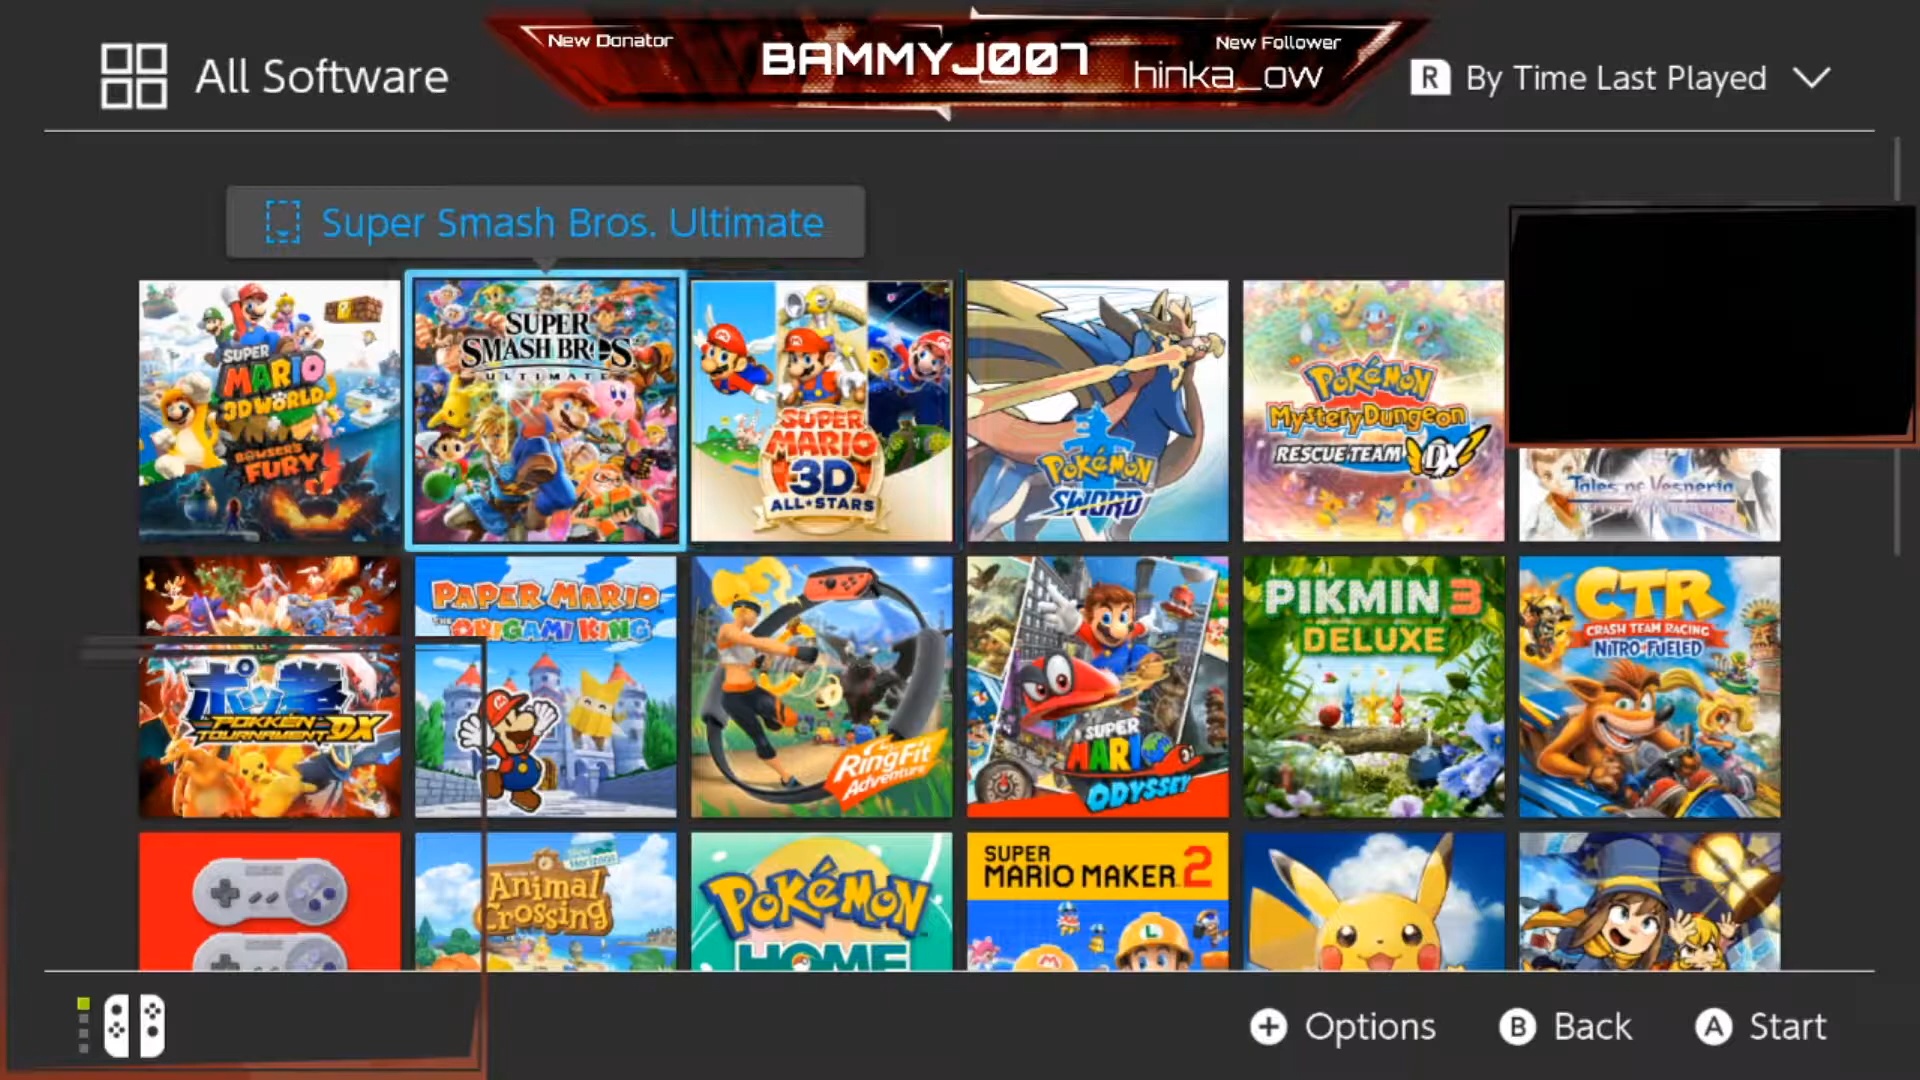 New Donator
BAMMYJ007
New Follower
hinka_ow
All Software
R By Time Last Played
Super Smash Bros. Ultimate
SUPER
MARIO
3D WORLD
BOWSER'S
FURY
SUPER
SMASH BROS.
ULTIMATE
SUPER
MARIO
3D
ALL★STARS
POKéMON
SWORD
POKéMON
Mystery Dungeon
RESCUE TEAM DX
Tales of Vesperia
ポッ拳
POKKÉN
TOURNAMENT DX
PAPER MARIO
THE ORIGAMI KING
Ring Fit
Adventure
SUPER
MARIO
ODYSSEY
PIKMIN 3
DELUXE
CTR
CRASH TEAM RACING
NITRO-FUELED
Animal
Crossing
Horizons
POKéMON
HOME
SUPER
MARIO MAKER 2
L
M
+ Options
B Back
A Start